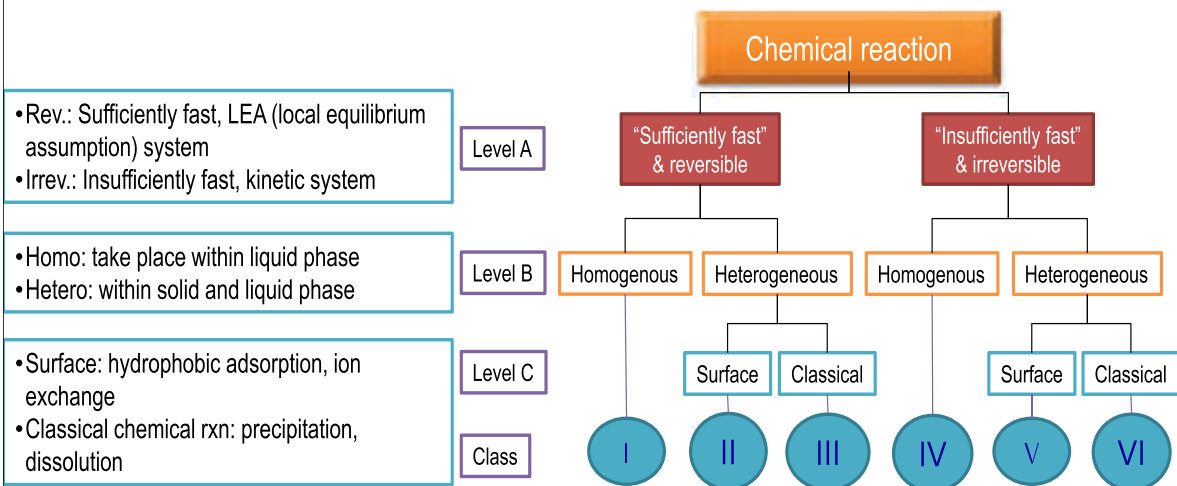 Chemical reaction
•Rev.: Sufficiently fast, LEA (local equilibrium
assumption) system
•Irrev.: Insufficiently fast, kinetic system
Level A
“Sufficiently fast”
& reversible
“Insufficiently fast”
& irreversible
•Homo: take place within liquid phase
•Hetero: within solid and liquid phase
Level B
Homogenous
Heterogeneous
Homogenous
Heterogeneous
•Surface: hydrophobic adsorption, ion
exchange
•Classical chemical rxn: precipitation,
dissolution
Level C
Surface
Classical
Surface
Classical
Class
I
II
III
IV
V
VI